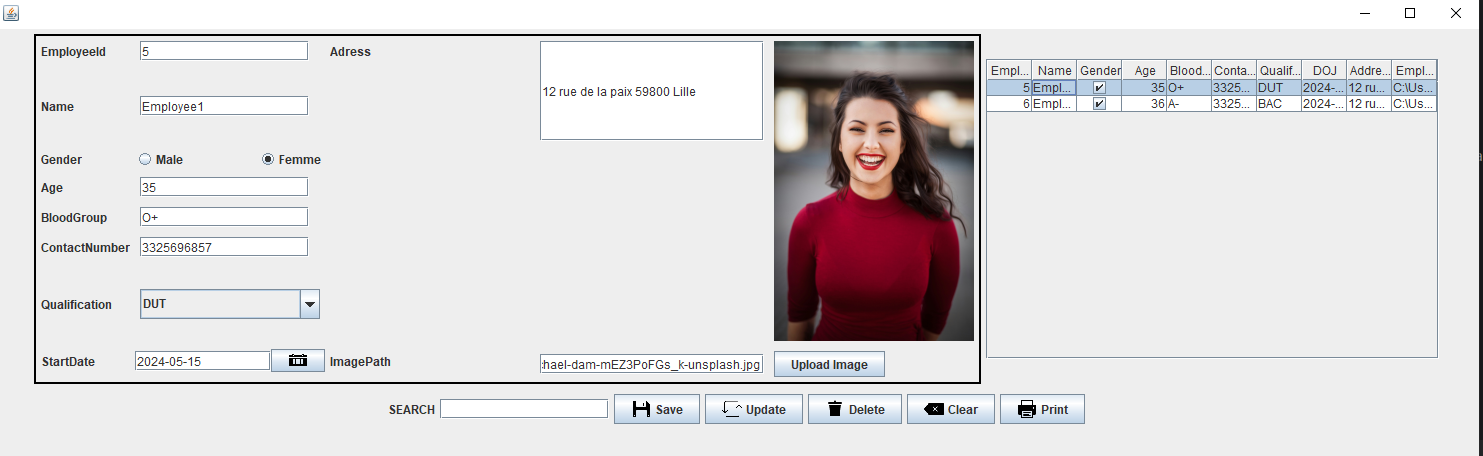 EmployeeId 5 Adress
12 rue de la paix 59800 Lille
Name Employee1
Gender Male Femme
Age 35
BloodGroup O+
ContactNumber 3325696857
Qualification DUT
StartDate 2024-05-15 ImagePath :hael-dam-mEZ3PoFGs_k-unsplash.jpg Upload Image
Empl... Name Gender Age Blood... Conta... Qualif... DOJ Addre... Empl...
5 Empl... 35 O+ 3325... DUT 2024-... 12 ru... C:\Us...
6 Empl... 36 A- 3325... BAC 2024-... 12 ru... C:\Us...
SEARCH Save Update Delete Clear Print